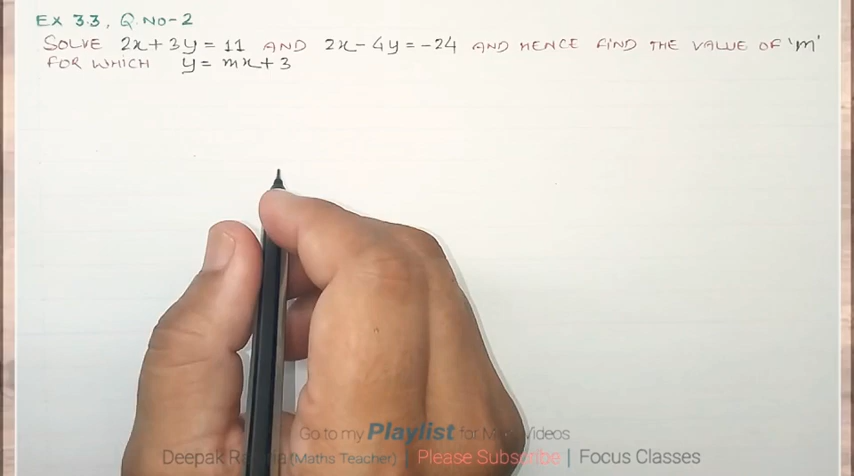 EX 3.3, Q.NO-2
SOLVE 2x + 3y = 11 AND 2x - 4y = -24 AND HENCE FIND THE VALUE OF 'm'
FOR WHICH y = mx + 3
Go to my Playlist for Videos
Deepak (Maths Teacher) | Please Subscribe | Focus Classes